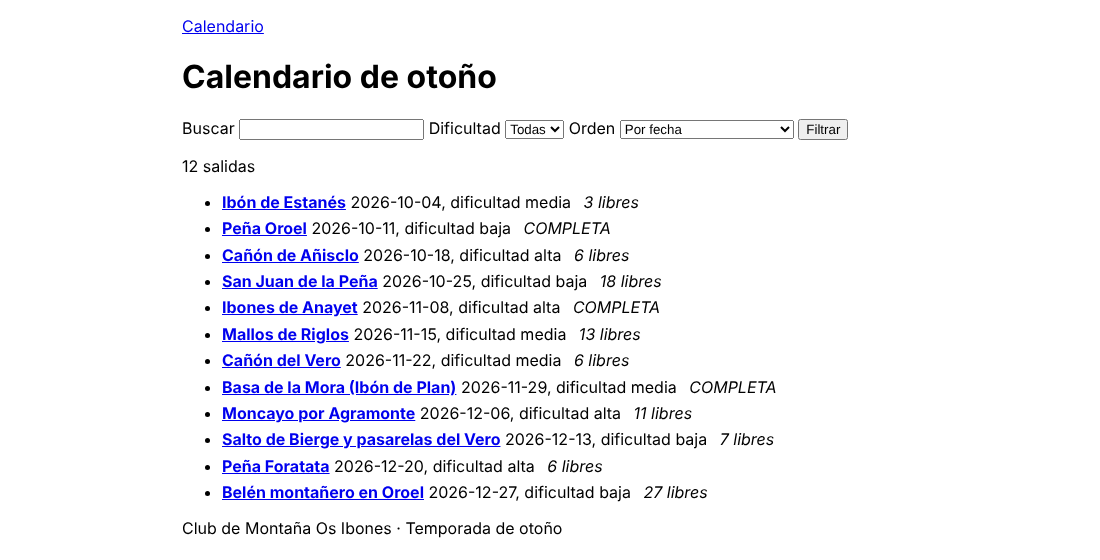 Calendario
Calendario de otoño
Buscar Dificultad Todas Orden Por fecha Filtrar
12 salidas
Ibón de Estanés 2026-10-04, dificultad media 3 libres
Peña Oroel 2026-10-11, dificultad baja COMPLETA
Cañón de Añisclo 2026-10-18, dificultad alta 6 libres
San Juan de la Peña 2026-10-25, dificultad baja 18 libres
Ibones de Anayet 2026-11-08, dificultad alta COMPLETA
Mallos de Riglos 2026-11-15, dificultad media 13 libres
Cañón del Vero 2026-11-22, dificultad media 6 libres
Basa de la Mora (Ibón de Plan) 2026-11-29, dificultad media COMPLETA
Moncayo por Agramonte 2026-12-06, dificultad alta 11 libres
Salto de Bierge y pasarelas del Vero 2026-12-13, dificultad baja 7 libres
Peña Foratata 2026-12-20, dificultad alta 6 libres
Belén montañero en Oroel 2026-12-27, dificultad baja 27 libres
Club de Montaña Os Ibones · Temporada de otoño